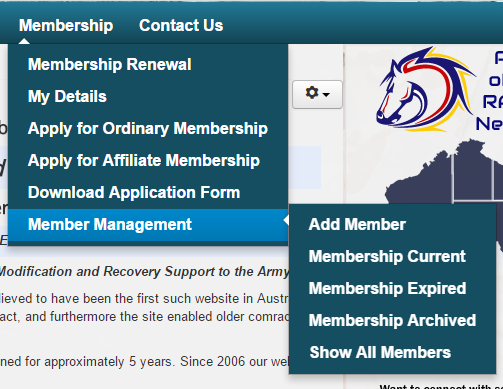 Membership Contact Us
Membership Renewal
My Details
Apply for Ordinary Membership
Apply for Affiliate Membership
Download Application Form
Member Management
Add Member
Membership Current
Membership Expired
Membership Archived
Show All Members
A
o
RA
Ne
Modification and Recovery Support to the Army
lieved to have been the first such website in Austr
act, and furthermore the site enabled older comrad
ned for approximately 5 years. Since 2006 our wel
Want to connect with